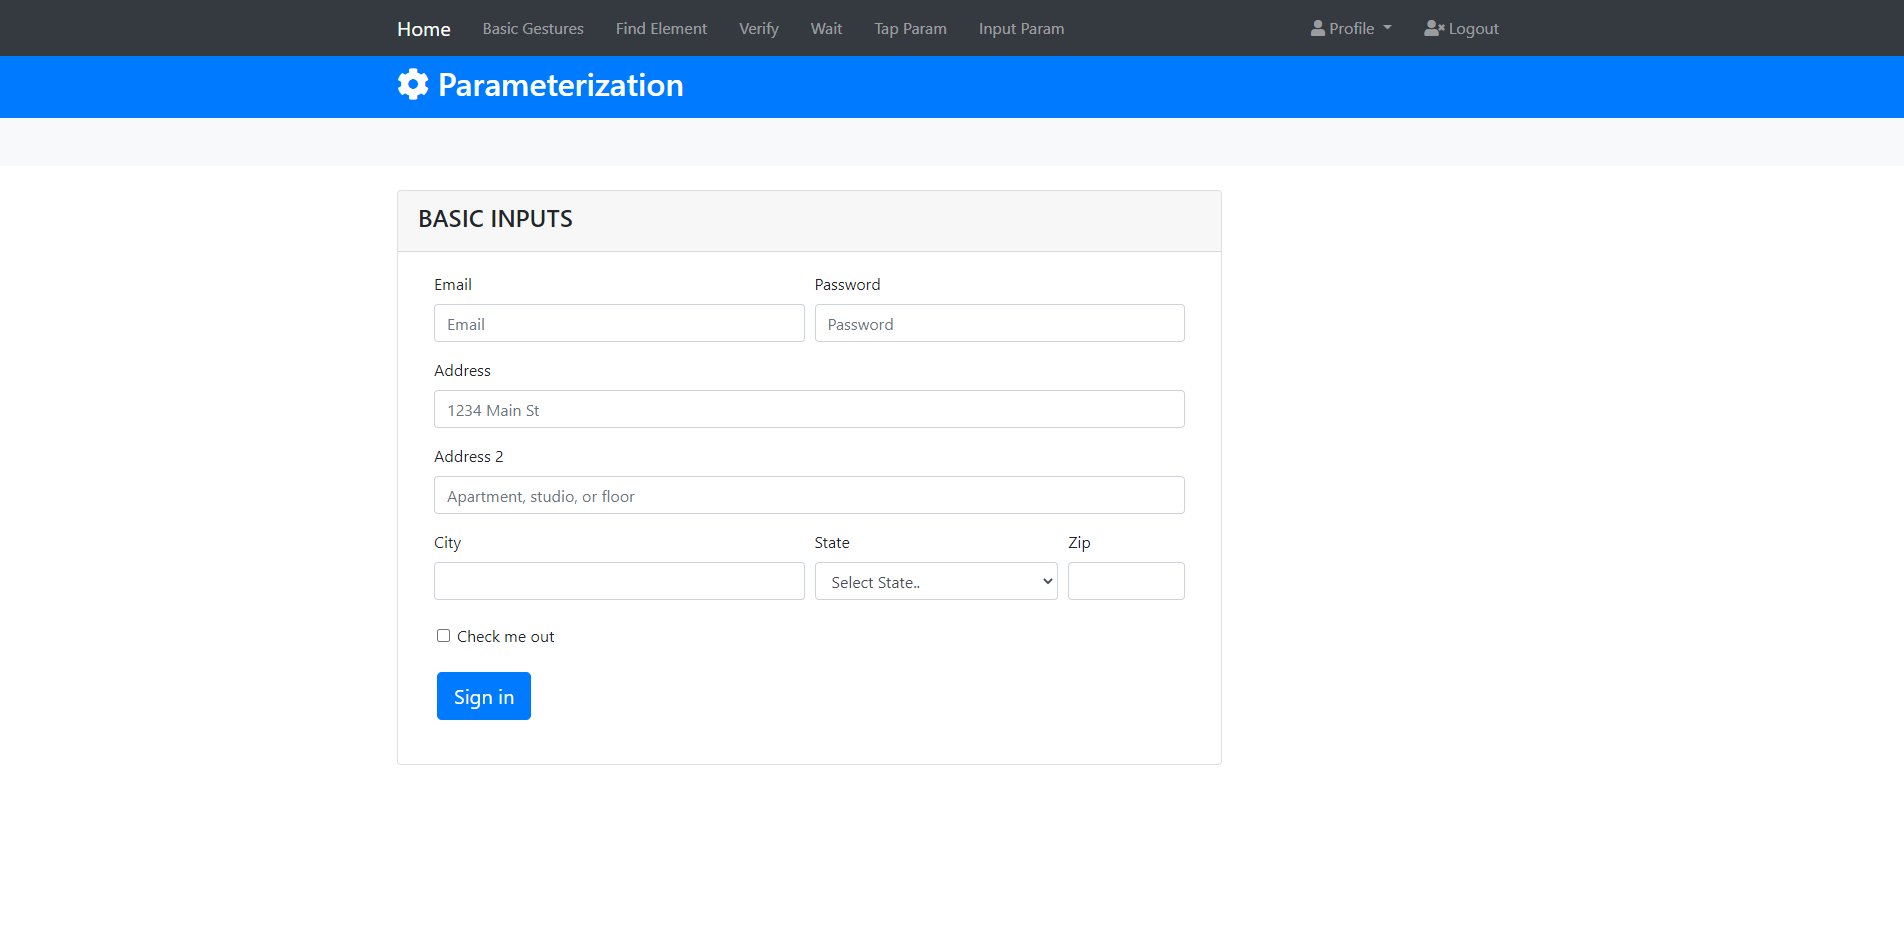 Home Basic Gestures Find Element Verify Wait Tap Param Input Param Profile Logout
Parameterization
BASIC INPUTS
Email Password
Email Password
Address
1234 Main St
Address 2
Apartment, studio, or floor
City State Zip
Select State..
Check me out
Sign in